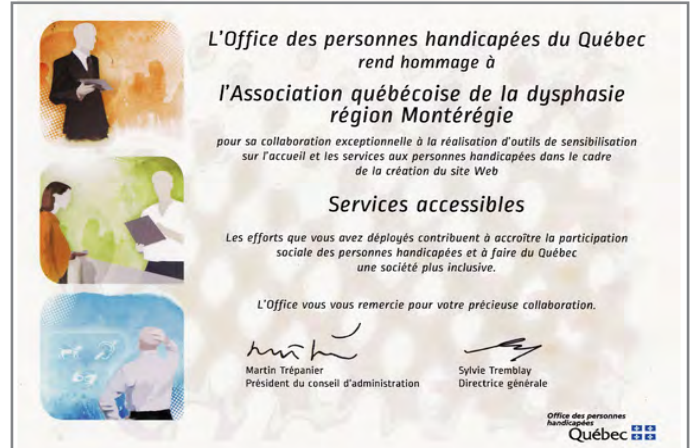 L'Office des personnes handicapées du Québec
rend hommage à
l'Association québécoise de la dysphasie
région Montérégie
pour sa collaboration exceptionnelle à la réalisation d'outils de sensibilisation
sur l'accueil et les services aux personnes handicapées dans le cadre
de la création du site Web
Services accessibles
Les efforts que vous avez déployés contribuent à accroître la participation
sociale des personnes handicapées et à faire du Québec
une société plus inclusive.
L'Office vous vous remercie pour votre précieuse collaboration.
Martin Trépanier
Président du conseil d'administration
Sylvie Tremblay
Directrice générale
Office des personnes
handicapées
Québec